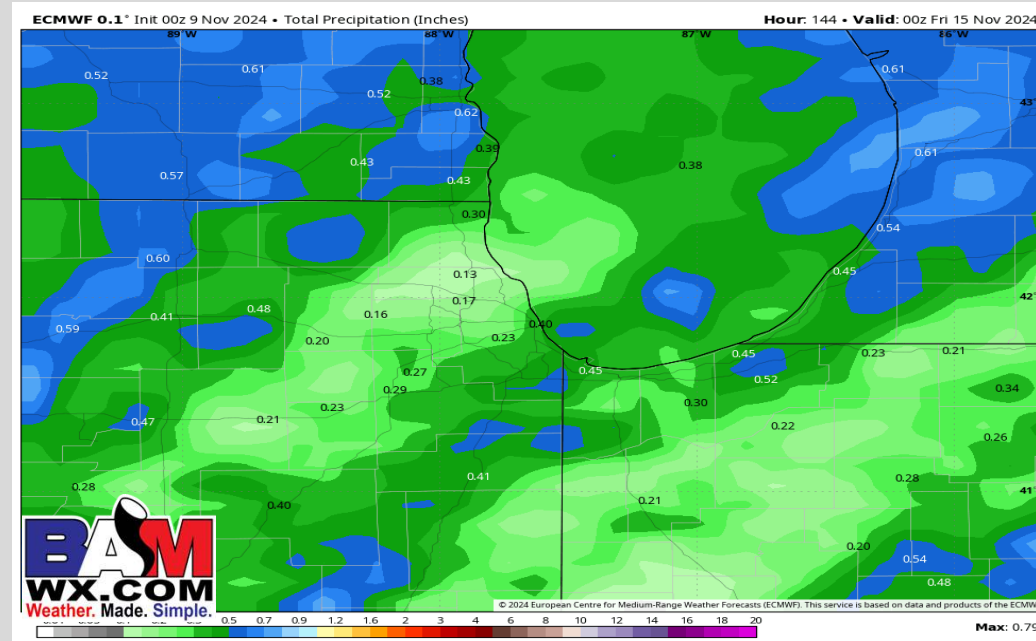 ECMWF 0.1° Init 00z 9 Nov 2024 • Total Precipitation (Inches) Hour: 144 • Valid: 00z Fri 15 Nov 2024
89°W 88°W 87°W 86°W
0.52 0.61 0.38 0.61
0.52
0.62 43°
0.39
0.43 0.38 0.61
0.57 0.43
0.30 0.54
0.60
0.13 0.45
0.17 42°
0.41 0.48 0.16
0.59 0.40
0.20 0.23
0.45 0.23 0.21
0.27 0.45
0.29 0.52 0.34
0.23 0.30
0.47 0.21 0.22
0.26
0.41 0.28
0.28 41°
0.40 0.21
0.20
0.54
0.48
BAM
WX.COM
Weather. Made. Simple.
© 2024 European Centre for Medium-Range Weather Forecasts (ECMWF). This service is based on data and products of the ECMW
0.5 0.7 0.9 1.2 1.6 2 3 4 6 8 10 12 14 16 18 20
Max: 0.79